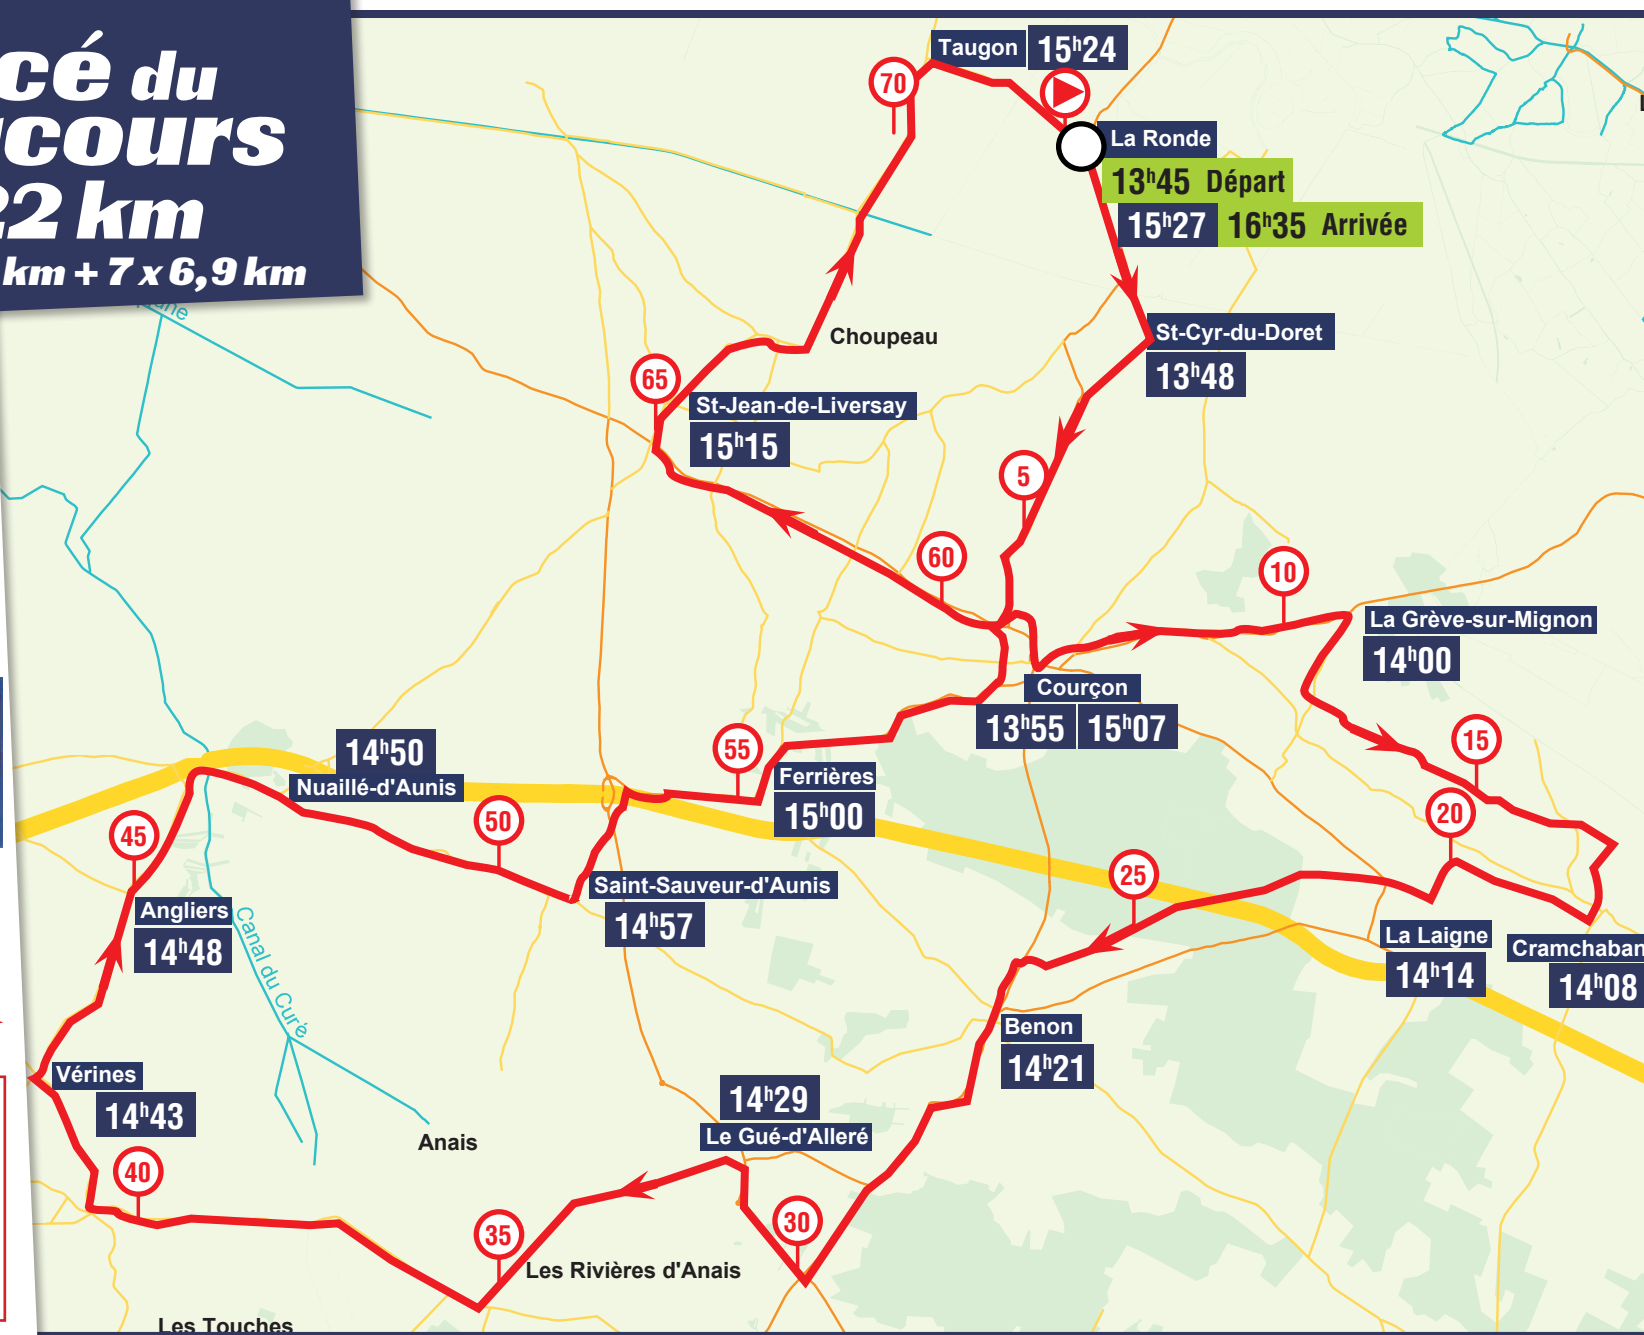 cé du
cours
22 km
km + 7 x 6,9 km
Taugon 15h24
70
La Ronde
13h45 Départ
15h27 16h35 Arrivée
St-Cyr-du-Doret
13h48
Choupeau
65
St-Jean-de-Liversay
15h15
5
60
10
La Grève-sur-Mignon
14h00
Courçon
13h55 15h07
15
14h50
Nuaillé-d'Aunis
55
Ferrières
15h00
50
45
20
25
Saint-Sauveur-d'Aunis
14h57
Angliers
14h48
Canal du Curé
La Laigne
14h14
Cramchaban
14h08
Benon
14h21
Vérines
14h43
14h29
Le Gué-d'Alleré
Anais
40
35
30
Les Rivières d'Anais
Les Touches